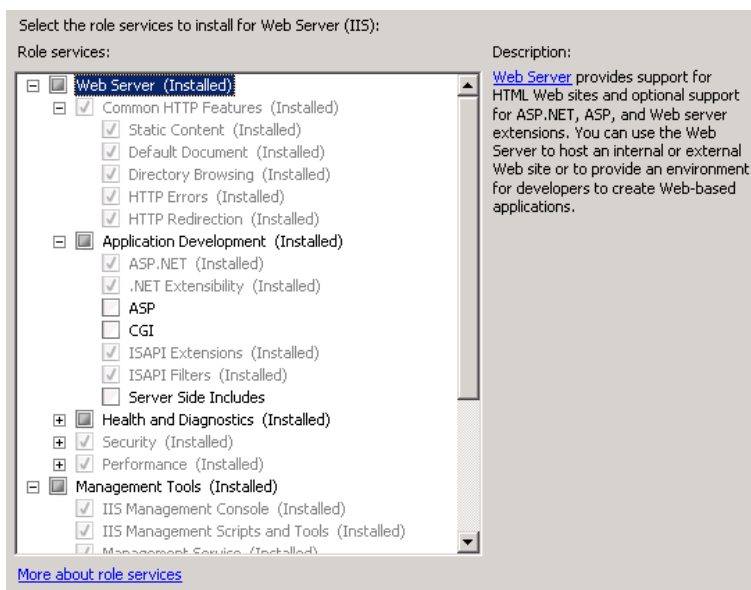 Select the role services to install for Web Server (IIS):
Role services:
Web Server (Installed)
Common HTTP Features (Installed)
Static Content (Installed)
Default Document (Installed)
Directory Browsing (Installed)
HTTP Errors (Installed)
HTTP Redirection (Installed)
Application Development (Installed)
ASP.NET (Installed)
.NET Extensibility (Installed)
ASP
CGI
ISAPI Extensions (Installed)
ISAPI Filters (Installed)
Server Side Includes
Health and Diagnostics (Installed)
Security (Installed)
Performance (Installed)
Management Tools (Installed)
IIS Management Console (Installed)
IIS Management Scripts and Tools (Installed)
Management Service (Installed)
More about role services
Description:
Web Server provides support for
HTML Web sites and optional support
for ASP.NET, ASP, and Web server
extensions. You can use the Web
Server to host an internal or external
Web site or to provide an environment
for developers to create Web-based
applications.